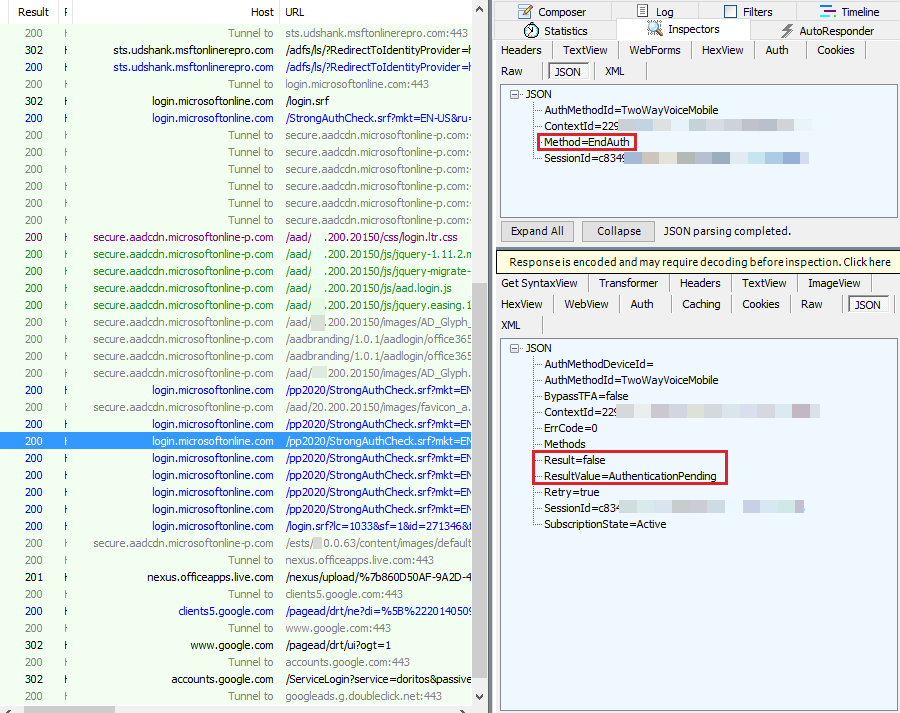 Result Host URL
200 H Tunnel to sts.udshank.msftonlinerepro.com:443
302 H sts.udshank.msftonlinerepro.com /adfs/ls/?RedirectToIdentityProvider=
200 H sts.udshank.msftonlinerepro.com /adfs/ls/?RedirectToIdentityProvider=
200 H Tunnel to login.microsoftonline.com:443
302 H login.microsoftonline.com /login.srf
200 H login.microsoftonline.com /StrongAuthCheck.srf?mkt=EN-US&ru=
200 H Tunnel to secure.aadcdn.microsoftonline-p.com:
200 H Tunnel to secure.aadcdn.microsoftonline-p.com:
200 H Tunnel to secure.aadcdn.microsoftonline-p.com:
200 H Tunnel to secure.aadcdn.microsoftonline-p.com:
200 H Tunnel to secure.aadcdn.microsoftonline-p.com:
200 H Tunnel to secure.aadcdn.microsoftonline-p.com:
200 H secure.aadcdn.microsoftonline-p.com /aad/ .200.20150/css/login.ltr.css
200 H secure.aadcdn.microsoftonline-p.com /aad/ .200.20150/js/jquery-1.11.2.m
200 H secure.aadcdn.microsoftonline-p.com /aad/ .200.20150/js/jquery-migrate-
200 H secure.aadcdn.microsoftonline-p.com /aad/ .200.20150/js/aad.login.js
200 H secure.aadcdn.microsoftonline-p.com /aad/ .200.20150/js/jquery.easing.1
200 H secure.aadcdn.microsoftonline-p.com /aad/ .200.20150/images/AD_Glyph_
200 H secure.aadcdn.microsoftonline-p.com /aadbranding/1.0.1/aadlogin/office365
200 H secure.aadcdn.microsoftonline-p.com /aadbranding/1.0.1/aadlogin/office365
200 H secure.aadcdn.microsoftonline-p.com /aad/ .200.20150/images/AD_Glyph.
200 H login.microsoftonline.com /pp2020/StrongAuthCheck.srf?mkt=EN
200 H secure.aadcdn.microsoftonline-p.com /aad/20.200.20150/images/favicon_a.
200 H login.microsoftonline.com /pp2020/StrongAuthCheck.srf?mkt=EN
200 H login.microsoftonline.com /pp2020/StrongAuthCheck.srf?mkt=EN
200 H login.microsoftonline.com /pp2020/StrongAuthCheck.srf?mkt=EN
200 H login.microsoftonline.com /pp2020/StrongAuthCheck.srf?mkt=EN
200 H login.microsoftonline.com /pp2020/StrongAuthCheck.srf?mkt=EN
200 H login.microsoftonline.com /pp2020/StrongAuthCheck.srf?mkt=EN
200 H login.microsoftonline.com /login.srf?lc=1033&sf=1&id=271346&
200 H secure.aadcdn.microsoftonline-p.com /ests/ 0.0.63/content/images/default
200 H Tunnel to nexus.officeapps.live.com:443
201 H nexus.officeapps.live.com /nexus/upload/%7b860D50AF-9A2D-4
200 H Tunnel to clients5.google.com:443
200 H clients5.google.com /pagead/drt/ne?di=%5B%2220140509
200 H Tunnel to www.google.com:443
302 H www.google.com /pagead/drt/ui?ogt=1
200 H Tunnel to accounts.google.com:443
302 H accounts.google.com /ServiceLogin?service=doritos&passive
200 H Tunnel to googleads.g.doubleclick.net:443
Composer Log Filters Timeline
Statistics Inspectors AutoResponder
Headers TextView WebForms HexView Auth Cookies
Raw JSON XML
JSON
AuthMethodId=TwoWayVoiceMobile
ContextId=229
Method=EndAuth
SessionId=c8349
Expand All Collapse JSON parsing completed.
Response is encoded and may require decoding before inspection. Click here
Get SyntaxView Transformer Headers TextView ImageView
HexView WebView Auth Caching Cookies Raw JSON
XML
JSON
AuthMethodDeviceId=
AuthMethodId=TwoWayVoiceMobile
BypassTFA=false
ContextId=229
ErrCode=0
Methods
Result=false
ResultValue=AuthenticationPending
Retry=true
SessionId=c834
SubscriptionState=Active